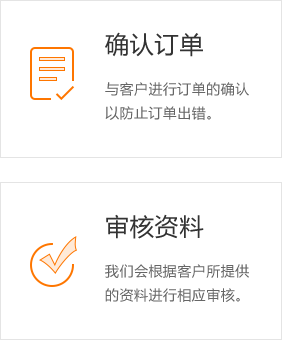 确认订单
与客户进行订单的确认
以防止订单出错。
审核资料
我们会根据客户所提供
的资料进行相应审核。